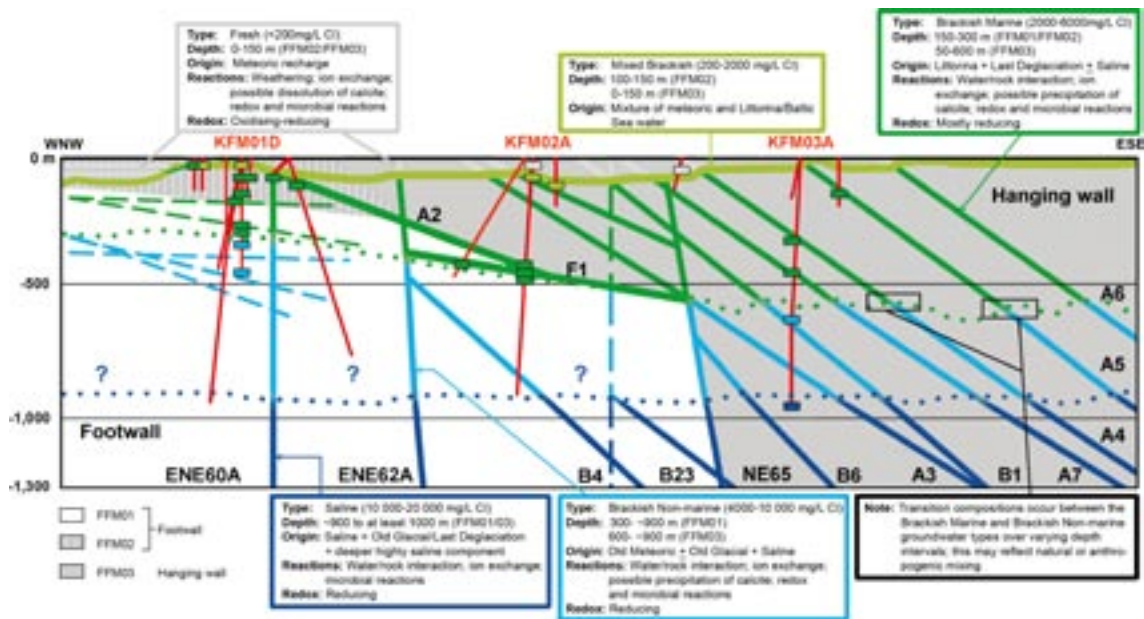 Type: Fresh (<200mg/L Cl)
Depth: 0-150 m (FFM02/FFM03)
Origin: Meteoric recharge
Reactions: Weathering; ion exchange;
possible dissolution of calcite;
redox and microbial reactions
Redox: Oxidising-reducing
Type: Mixed Brackish (200-2000 mg/L Cl)
Depth: 100-150 m (FFM02)
0-150 m (FFM03)
Origin: Mixture of meteoric and Littorina/Baltic
Sea water
Type: Brackish Marine (2000-6000mg/L Cl)
Depth: 150-300 m (FFM01/FFM02)
50-600 m (FFM03)
Origin: Littorina + Last Deglaciation ± Saline
Reactions: Water/rock interaction; ion
exchange; possible precipitation of
calcite; redox and microbial reactions
Redox: Mostly reducing
WNW
KFM01D
KFM02A
KFM03A
ESE
0 m
Hanging wall
A2
F1
-500
A6
? ? ?
A5
-1,000
Footwall
A4
ENE60A ENE62A B4 B23 NE65 B6 A3 B1 A7
-1,300
FFM01
Footwall
FFM02
FFM03 Hanging wall
Type: Saline (10 000-20 000 mg/L Cl)
Depth: ~900 to at least 1000 m (FFM01/03)
Origin: Saline + Old Glacial/Last Deglaciation
+ deeper highly saline component
Reactions: Water/rock interaction; ion exchange;
microbial reactions
Redox: Reducing
Type: Brackish Non-marine (4000-10 000 mg/L Cl)
Depth: 300- ~900 m (FFM01)
600- ~900 m (FFM03)
Origin: Old Meteoric ± Old Glacial + Saline
Reactions: Water/rock interaction; ion exchange;
possible precipitation of calcite; redox
and microbial reactions
Redox: Reducing
Note: Transition compositions occur between the
Brackish Marine and Brackish Non-marine
groundwater types over varying depth
intervals; this may reflect natural or anthro-
pogenic mixing